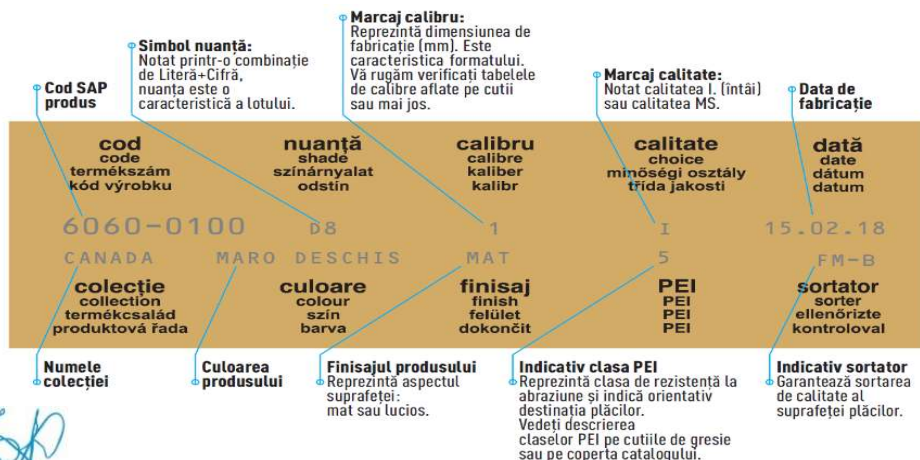 Marcaj calibru:
Reprezintă dimensiunea de
fabricație (mm). Este
caracteristica formatului.
Vă rugăm verificați tabelele
de calibre aflate pe cutii
sau mai jos.
Simbol nuanță:
Notat printr-o combinație
de Literă+Cifră,
nuanța este o
caracteristică a lotului.
Cod SAP
produs
Marcaj calitate:
Notat calitatea I. (întâi)
sau calitatea MS.
Data de
fabricație
cod nuanță calibru calitate dată
code shade calibre choice date
termékszám színárnyalat kaliber minőségi osztály dátum
kód výrobku odstín kalibr třída jakosti datum
6060-0100 D8 1 I 15.02.18
CANADA MARO DESCHIS MAT 5 FM-B
colecție culoare finisaj PEI sortator
collection colour finish PEI sorter
termékcsalád szín felület PEI ellenőrizte
produktová řada barva dokončit PEI kontroloval
Numele
colecției
Culoarea
produsului
Finisajul produsului
Reprezintă aspectul
suprafeței:
mat sau lucios.
Indicativ clasa PEI
Reprezintă clasa de rezistență la
abraziune și indică orientativ
destinația plăcilor.
Vedeți descrierea
claselor PEI pe cutiile de gresie
sau pe coperta catalogului.
Indicativ sortator
Garantează sortarea
de calitate al
suprafeței plăcilor.